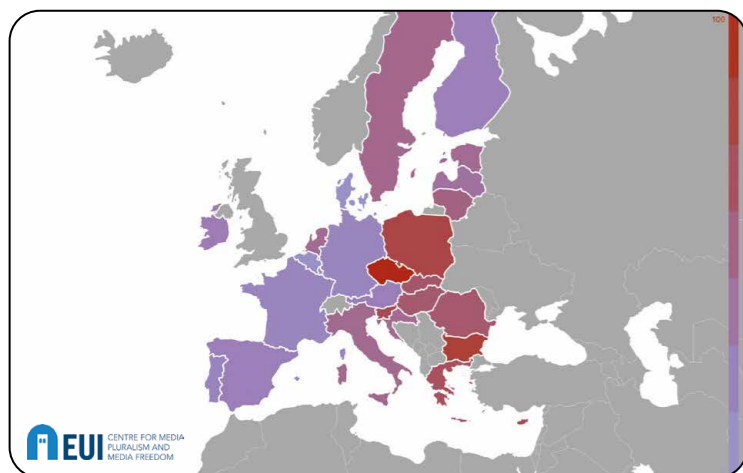 100
EUI
CENTRE FOR MEDIA
PLURALISM AND
MEDIA FREEDOM